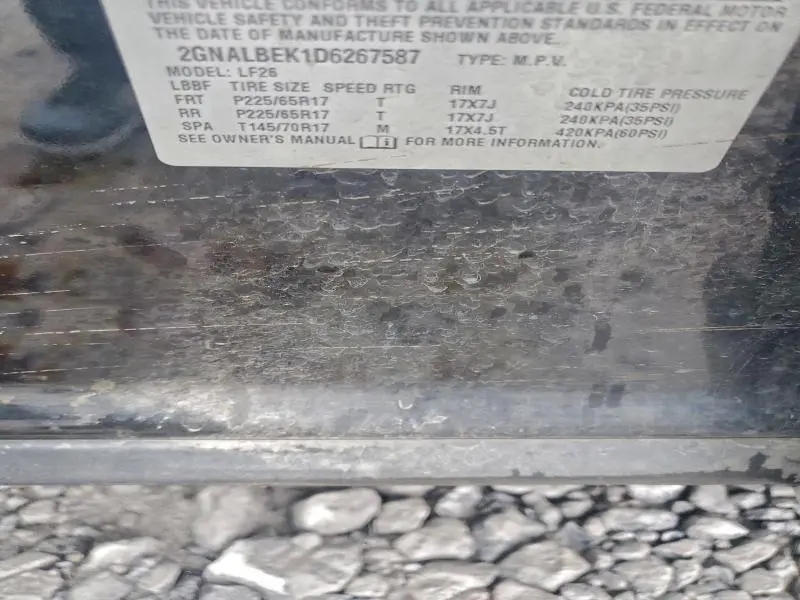 THIS VEHICLE CONFORMS TO ALL APPLICABLE U.S. FEDERAL MOTOR
VEHICLE SAFETY AND THEFT PREVENTION STANDARDS IN EFFECT ON
THE DATE OF MANUFACTURE SHOWN ABOVE.
2GNALBEK1D6267587 TYPE: M.P.V.
MODEL: LF26
LBBF TIRE SIZE SPEED RTG RIM COLD TIRE PRESSURE
FRT P225/65R17 T 17X7J 240KPA(35PSI)
RR P225/65R17 T 17X7J 240KPA(35PSI)
SPA T145/70R17 M 17X4.5T 420KPA(60PSI)
SEE OWNER'S MANUAL i FOR MORE INFORMATION.